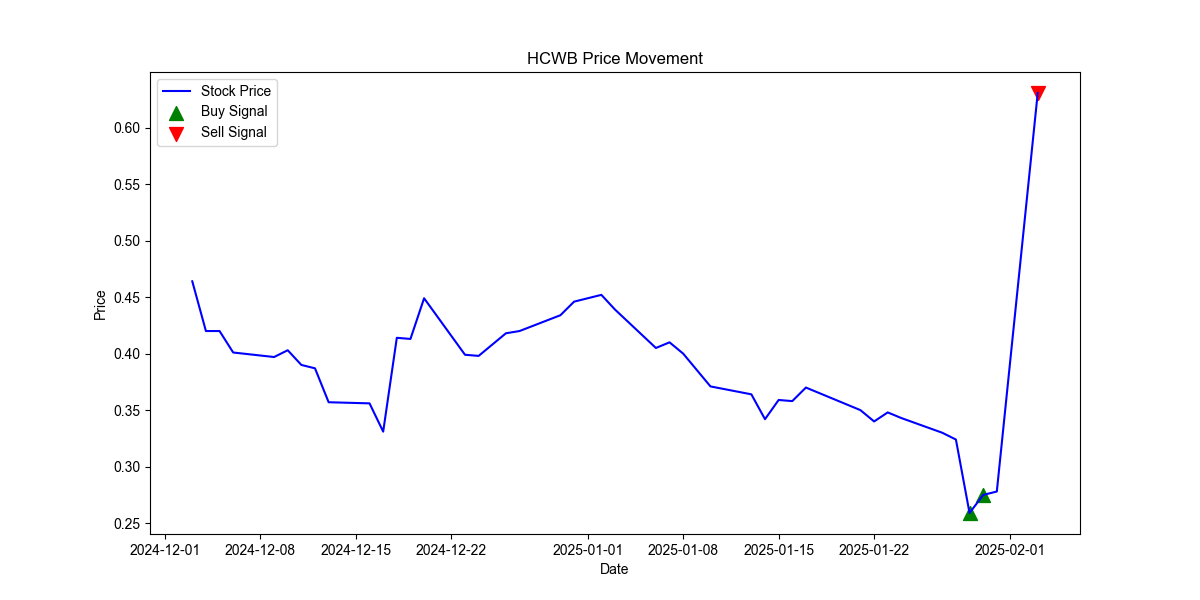 HCWB Price Movement
Stock Price
Buy Signal
Sell Signal
Price
0.60
0.55
0.50
0.45
0.40
0.35
0.30
0.25
2024-12-01 2024-12-08 2024-12-15 2024-12-22 2025-01-01 2025-01-08 2025-01-15 2025-01-22 2025-02-01
Date